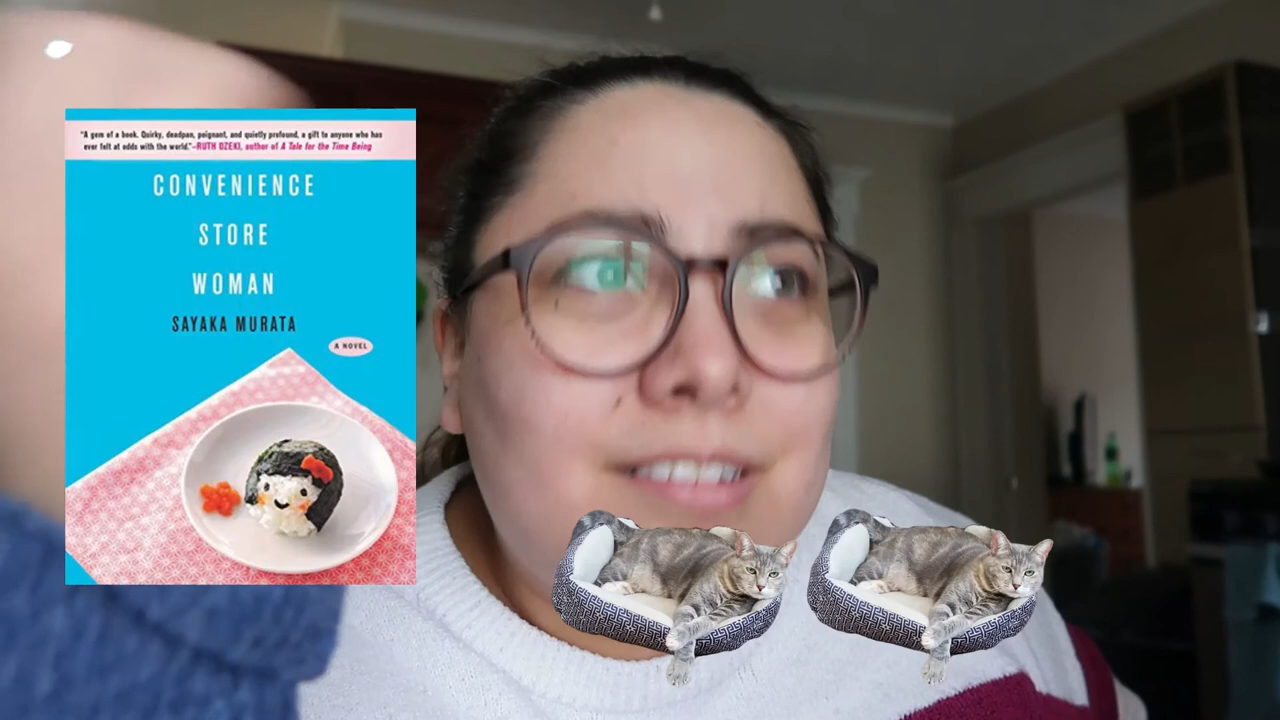 "A gem of a book. Quirky, deadpan, poignant, and quietly profound, a gift to anyone who has
ever felt at odds with the world."–RUTH OZEKI, author of A Tale for the Time Being
CONVENIENCE
STORE
WOMAN
SAYAKA MURATA
A NOVEL